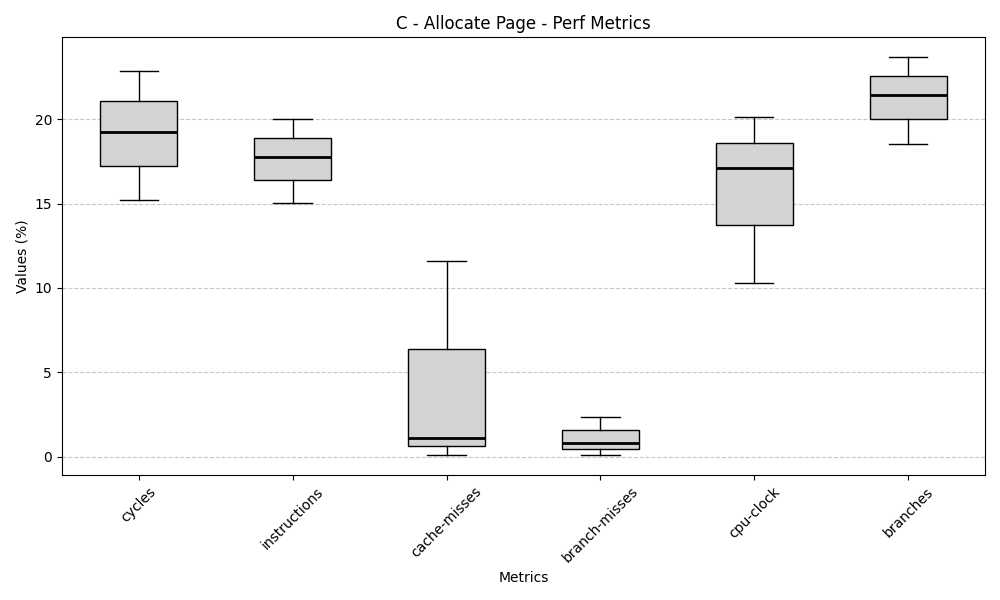 C - Allocate Page - Perf Metrics
Values (%)
20
15
10
5
0
cycles
instructions
cache-misses
branch-misses
cpu-clock
branches
Metrics